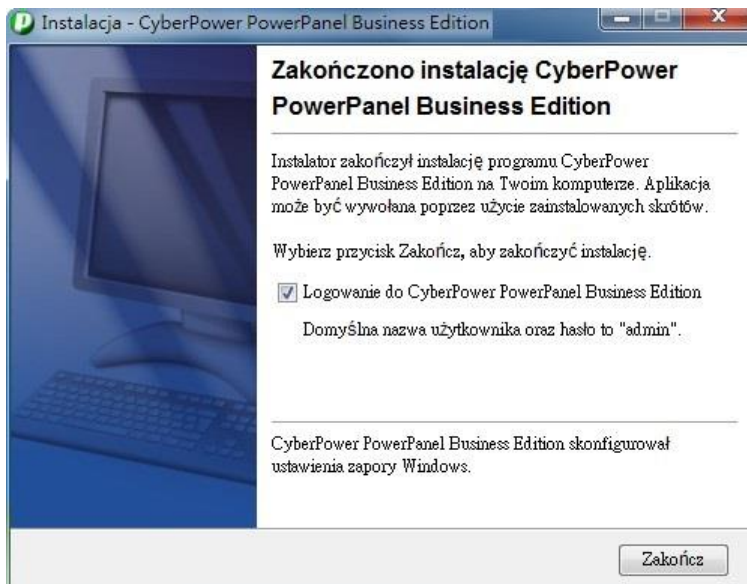 Instalacja - CyberPower PowerPanel Business Edition
Zakończono instalację CyberPower
PowerPanel Business Edition
Instalator zakończył instalację programu CyberPower
PowerPanel Business Edition na Twoim komputerze. Aplikacja
może być wywołana poprzez użycie zainstalowanych skrótów.
Wybierz przycisk Zakończ, aby zakończyć instalację.
Logowanie do CyberPower PowerPanel Business Edition
Domyślna nazwa użytkownika oraz hasło to "admin".
CyberPower PowerPanel Business Edition skonfigurował
ustawienia zapory Windows.
Zakończ